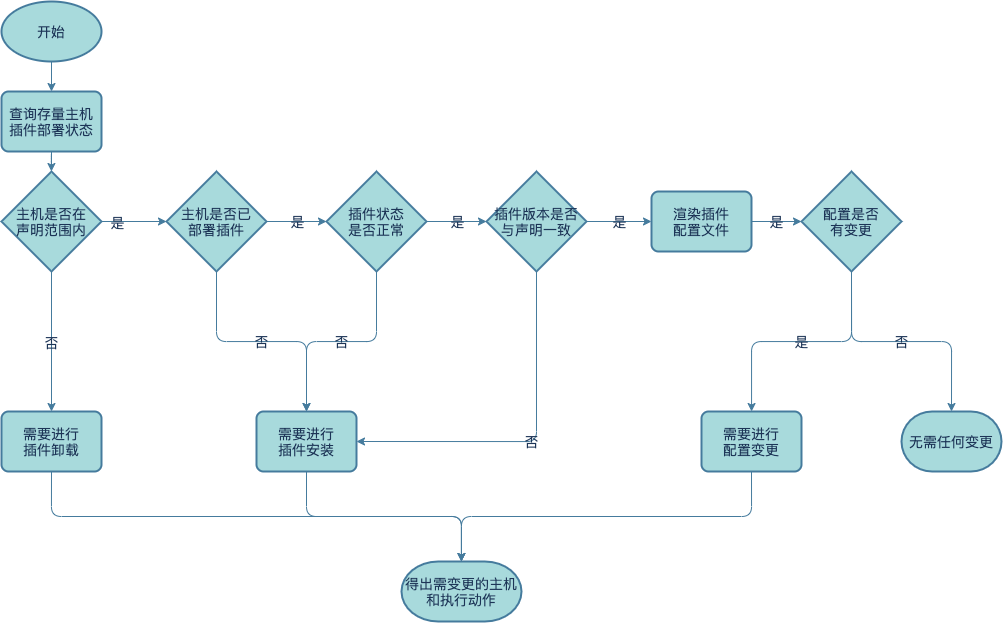 开始
查询存量主机
插件部署状态
主机是否在
声明范围内
是
主机是否已
部署插件
是
插件状态
是否正常
是
插件版本是否
与声明一致
是
渲染插件
配置文件
是
配置是否
有变更
否
否
否
是
否
否
需要进行
插件卸载
需要进行
插件安装
需要进行
配置变更
无需任何变更
得出需变更的主机
和执行动作